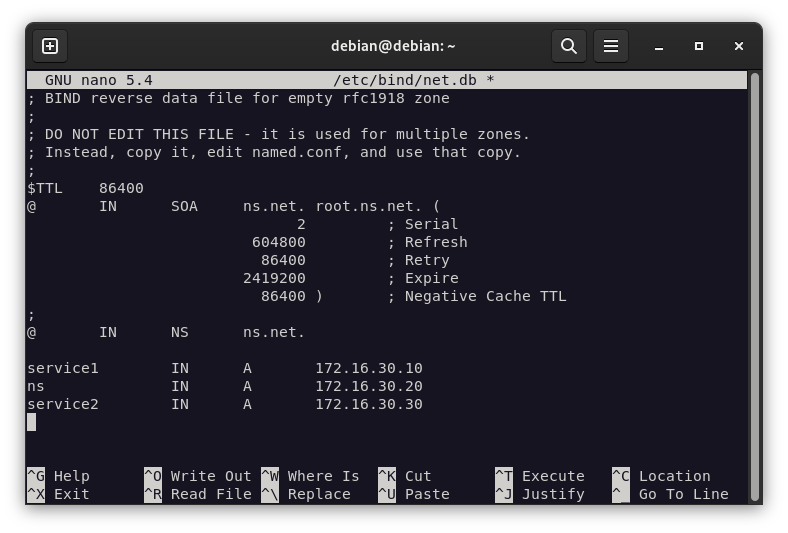 debian@debian: ~
GNU nano 5.4 /etc/bind/net.db *
; BIND reverse data file for empty rfc1918 zone
;
; DO NOT EDIT THIS FILE - it is used for multiple zones.
; Instead, copy it, edit named.conf, and use that copy.
;
$TTL 86400
@ IN SOA ns.net. root.ns.net. (
2 ; Serial
604800 ; Refresh
86400 ; Retry
2419200 ; Expire
86400 ) ; Negative Cache TTL
;
@ IN NS ns.net.
service1 IN A 172.16.30.10
ns IN A 172.16.30.20
service2 IN A 172.16.30.30
^G Help ^O Write Out ^W Where Is ^K Cut ^T Execute ^C Location
^X Exit ^R Read File ^\ Replace ^U Paste ^J Justify ^_ Go To Line